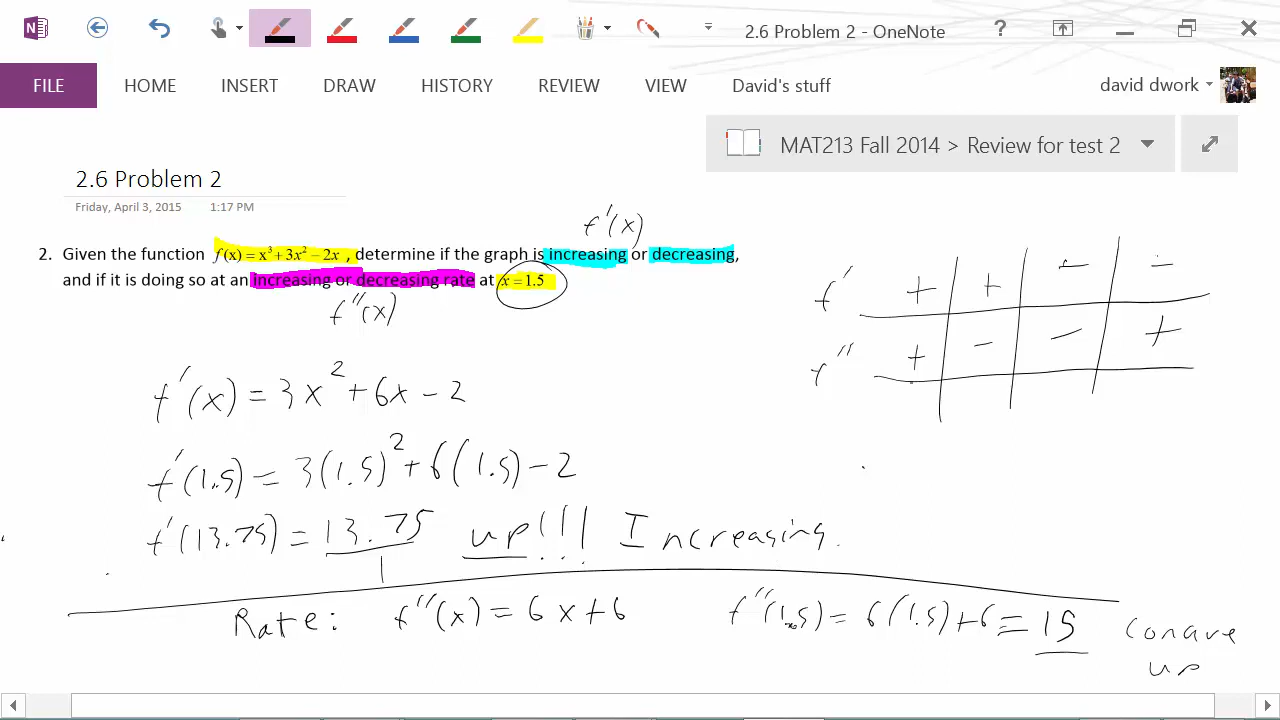 2.6 Problem 2 - OneNote
?
FILE HOME INSERT DRAW HISTORY REVIEW VIEW David's stuff
david dwork
MAT213 Fall 2014 > Review for test 2
2.6 Problem 2
Friday, April 3, 2015 1:17 PM
f'(x)
2. Given the function f(x) = x³ + 3x² − 2x , determine if the graph is increasing or decreasing,
and if it is doing so at an increasing or decreasing rate at x = 1.5
f''(x)
f' + + − −
f'' + − − +
f'(x) = 3x² + 6x − 2
f'(1.5) = 3(1.5)² + 6(1.5) − 2
f'(13.75) = 13.75 up!!! Increasing.
1
Rate: f''(x) = 6x + 6 f''(1.5) = 6(1.5) + 6 = 15 conave
up